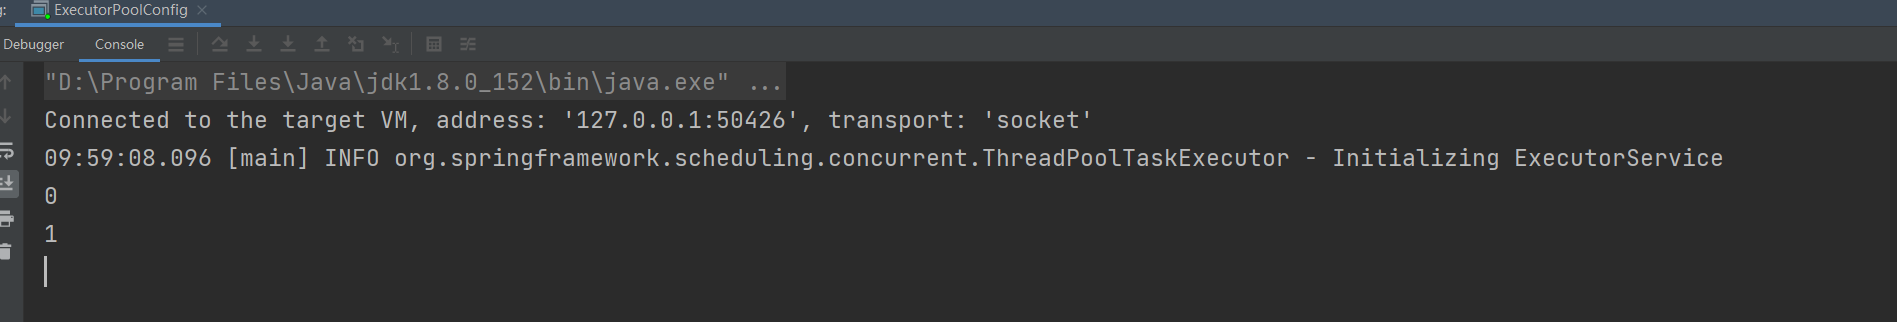 g: ExecutorPoolConfig
Debugger Console
"D:\Program Files\Java\jdk1.8.0_152\bin\java.exe" ...
Connected to the target VM, address: '127.0.0.1:50426', transport: 'socket'
09:59:08.096 [main] INFO org.springframework.scheduling.concurrent.ThreadPoolTaskExecutor - Initializing ExecutorService
0
1